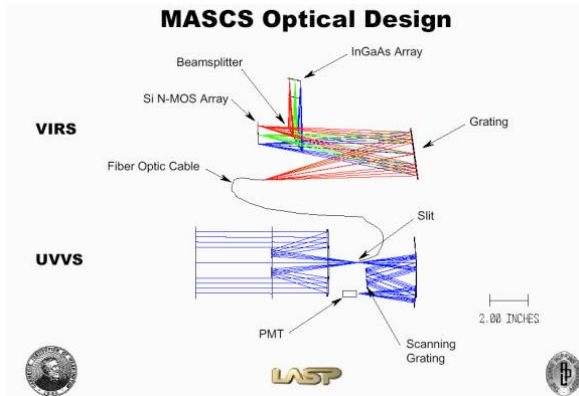 MASCS Optical Design
InGaAs Array
Beamsplitter
Si N-MOS Array
VIRS
Grating
Fiber Optic Cable
Slit
UVVS
2.00 INCHES
PMT
Scanning
Grating
LASP